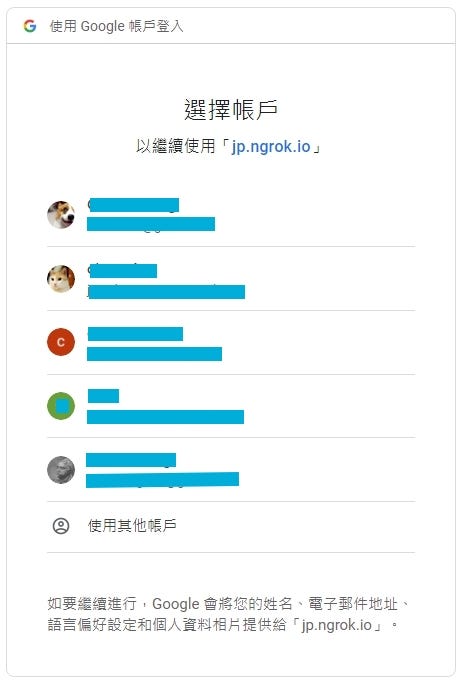 使用 Google 帳戶登入
選擇帳戶
以繼續使用「jp.ngrok.io」
C
使用其他帳戶
如要繼續進行，Google 會將您的姓名、電子郵件地址、
語言偏好設定和個人資料相片提供給「jp.ngrok.io」。